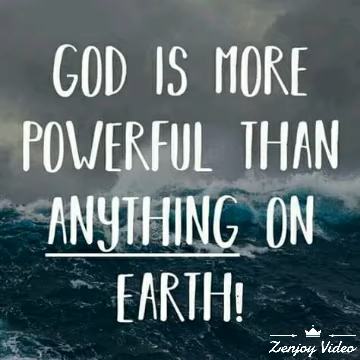 GOD IS MORE
POWERFUL THAN
ANYTHING ON
EARTH!
Zenjoy Video